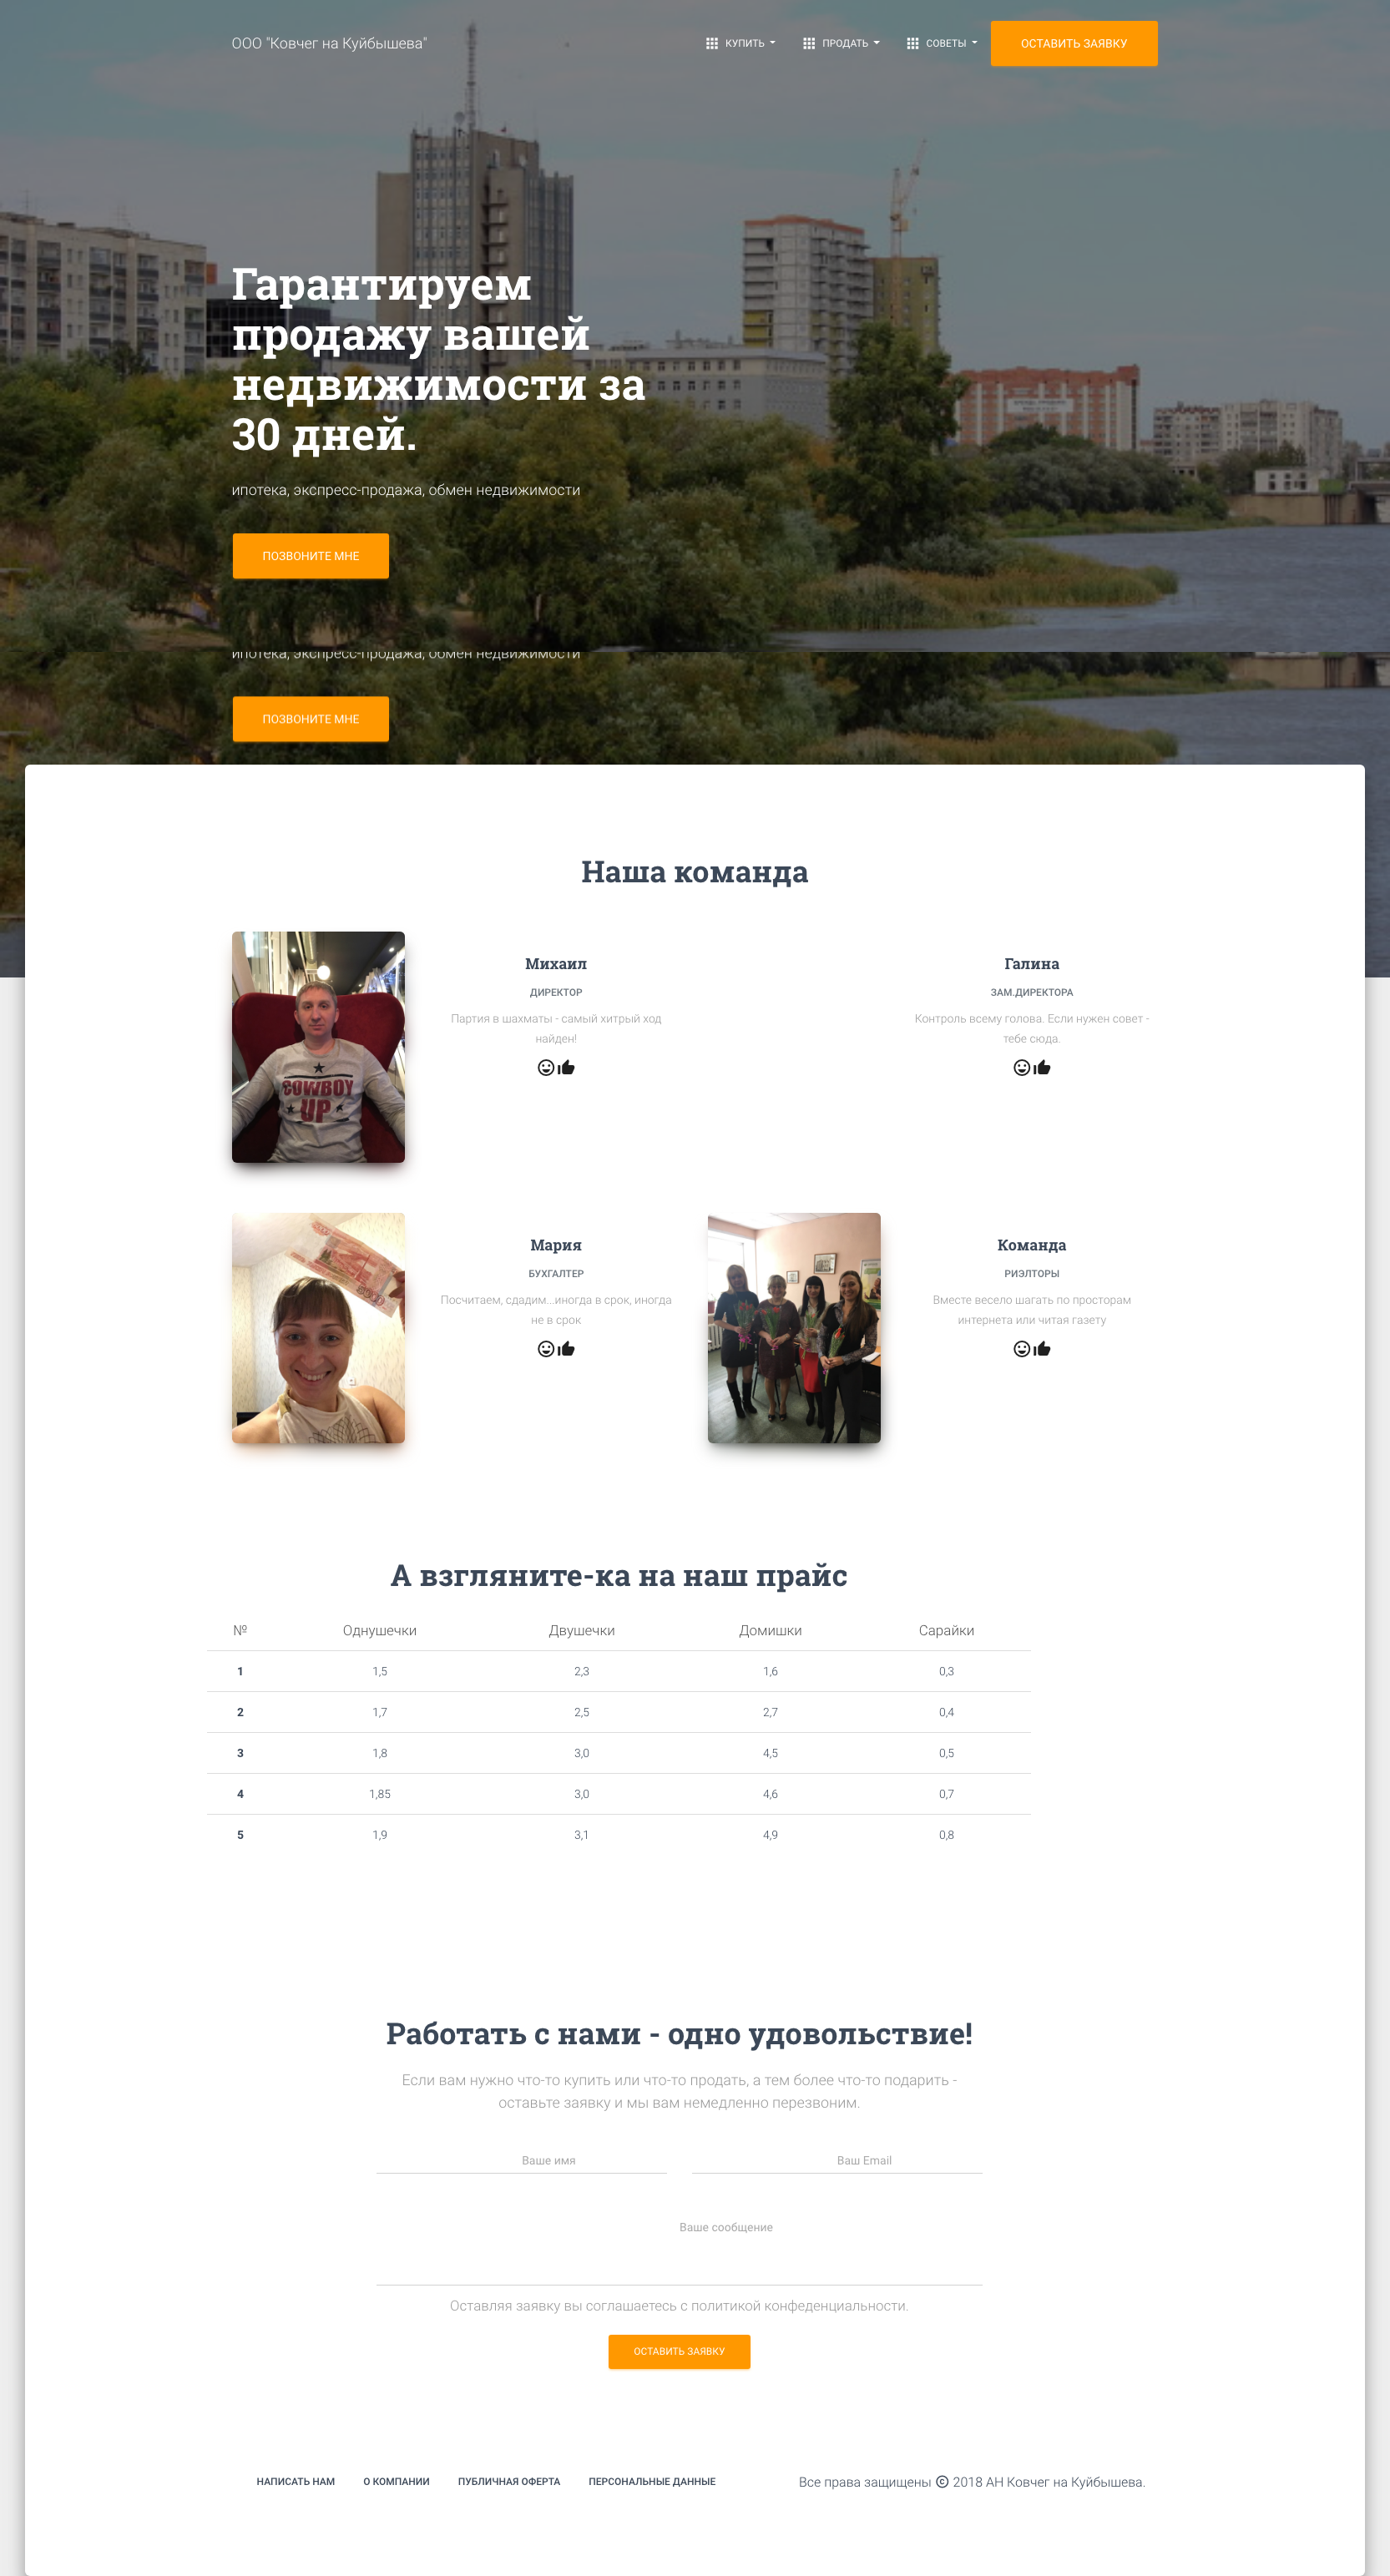 ООО "Ковчег на Куйбышева"
КУПИТЬ
ПРОДАТЬ
СОВЕТЫ
ОСТАВИТЬ ЗАЯВКУ
Гарантируем
продажу вашей
недвижимости за
30 дней.
ипотека, экспресс-продажа, обмен недвижимости
ПОЗВОНИТЕ МНЕ
ипотека, экспресс-продажа, обмен недвижимости
ПОЗВОНИТЕ МНЕ
Наша команда
COWBOY
UP
Михаил
ДИРЕКТОР
Партия в шахматы - самый хитрый ход
найден!
Галина
ЗАМ.ДИРЕКТОРА
Контроль всему голова. Если нужен совет -
тебе сюда.
Мария
БУХГАЛТЕР
Посчитаем, сдадим...иногда в срок, иногда
не в срок
Команда
РИЭЛТОРЫ
Вместе весело шагать по просторам
интернета или читая газету
А взгляните-ка на наш прайс
№ Однушечки Двушечки Домишки Сарайки
1 1,5 2,3 1,6 0,3
2 1,7 2,5 2,7 0,4
3 1,8 3,0 4,5 0,5
4 1,85 3,0 4,6 0,7
5 1,9 3,1 4,9 0,8
Работать с нами - одно удовольствие!
Если вам нужно что-то купить или что-то продать, а тем более что-то подарить -
оставьте заявку и мы вам немедленно перезвоним.
Ваше имя
Ваш Email
Ваше сообщение
Оставляя заявку вы соглашаетесь с политикой конфеденциальности.
ОСТАВИТЬ ЗАЯВКУ
НАПИСАТЬ НАМ О КОМПАНИИ ПУБЛИЧНАЯ ОФЕРТА ПЕРСОНАЛЬНЫЕ ДАННЫЕ
Все права защищены © 2018 АН Ковчег на Куйбышева.